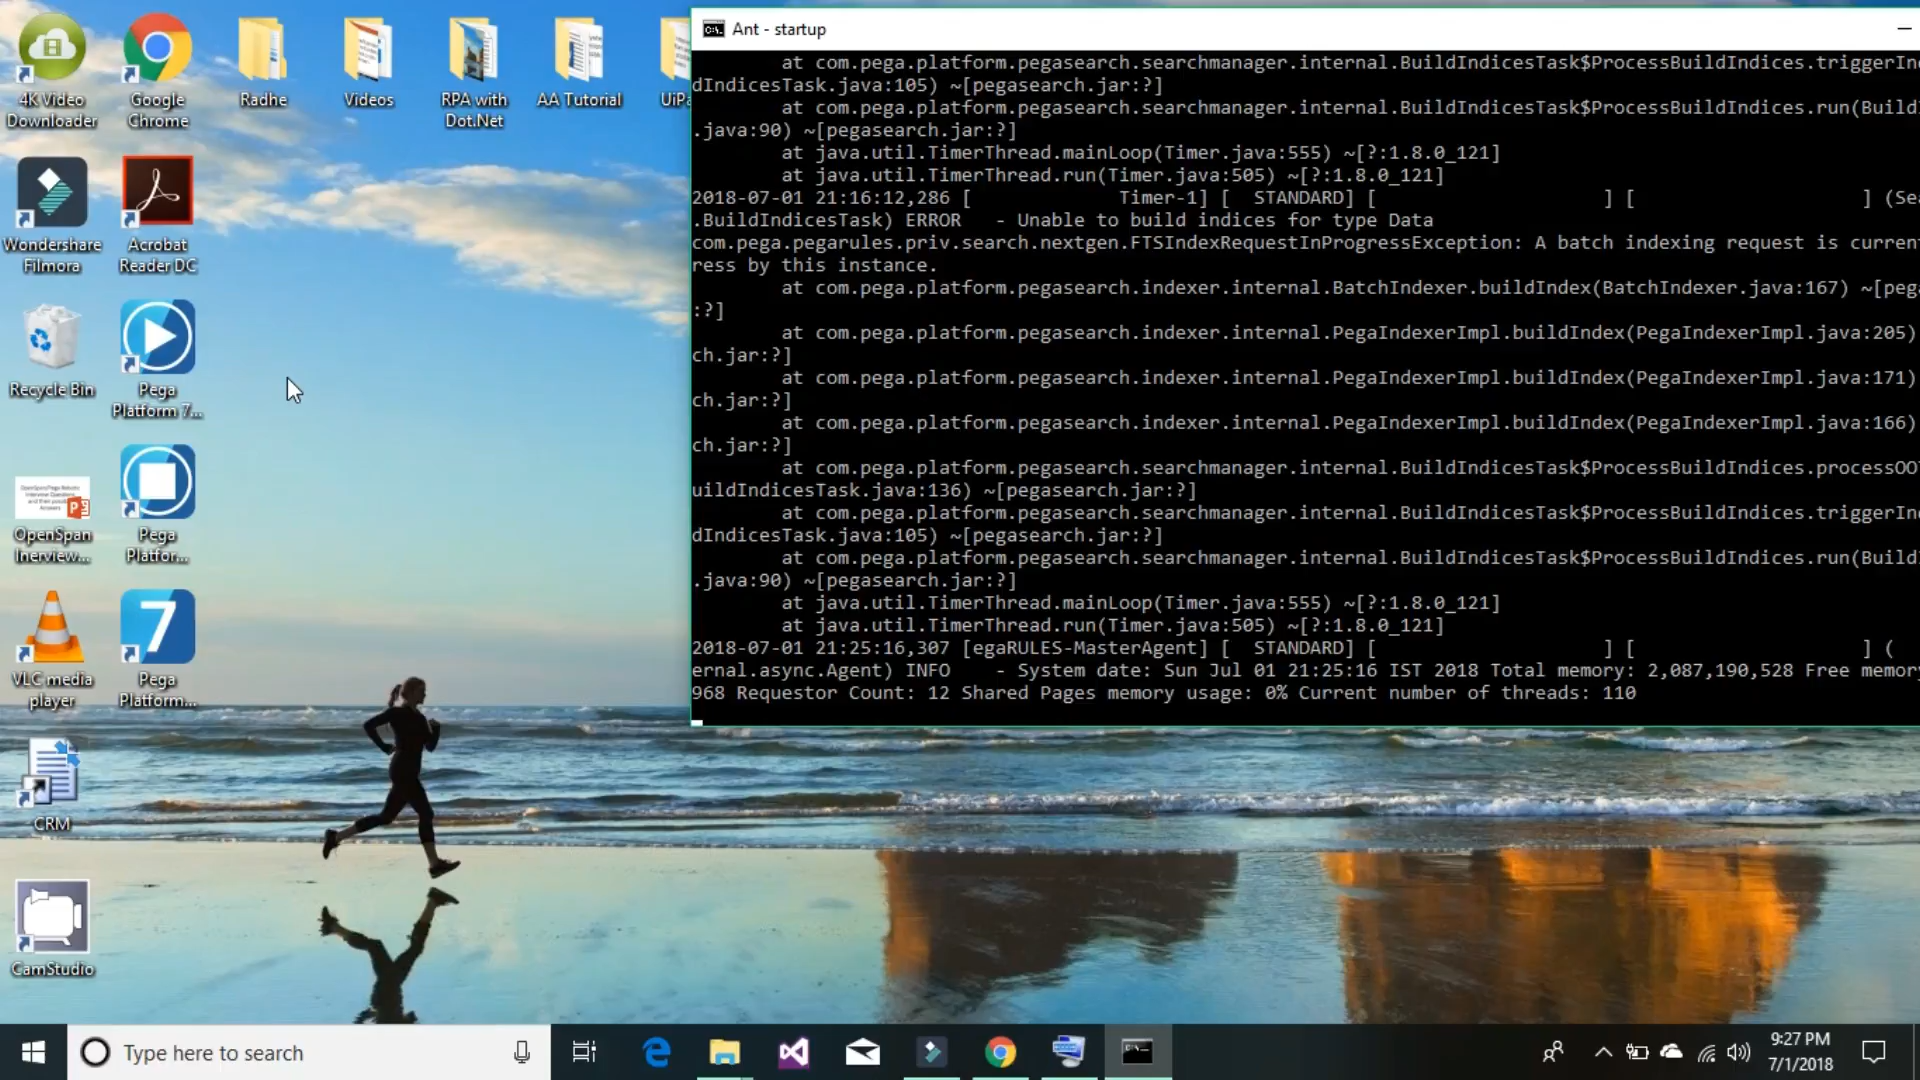 4K Video
Downloader
Google
Chrome
Radhe
Videos
RPA with
Dot.Net
AA Tutorial
Wondershare
Filmora
Acrobat
Reader DC
Recycle Bin
Pega
Platform 7...
OpenSpan
Inerview...
Pega
Platfor...
VLC media
player
7
Pega
Platform...
CRM
CamStudio
Ant - startup
at com.pega.platform.pegasearch.searchmanager.internal.BuildIndicesTask$ProcessBuildIndices.triggerIn
dIndicesTask.java:105) ~[pegasearch.jar:?]
at com.pega.platform.pegasearch.searchmanager.internal.BuildIndicesTask$ProcessBuildIndices.run(Build
.java:90) ~[pegasearch.jar:?]
at java.util.TimerThread.mainLoop(Timer.java:555) ~[?:1.8.0_121]
at java.util.TimerThread.run(Timer.java:505) ~[?:1.8.0_121]
2018-07-01 21:16:12,286 [ Timer-1] [ STANDARD] [ ] [ ] (Sea
.BuildIndicesTask) ERROR - Unable to build indices for type Data
com.pega.pegarules.priv.search.nextgen.FTSIndexRequestInProgressException: A batch indexing request is current
ress by this instance.
at com.pega.platform.pegasearch.indexer.internal.BatchIndexer.buildIndex(BatchIndexer.java:167) ~[peg
:?]
at com.pega.platform.pegasearch.indexer.internal.PegaIndexerImpl.buildIndex(PegaIndexerImpl.java:205)
ch.jar:?]
at com.pega.platform.pegasearch.indexer.internal.PegaIndexerImpl.buildIndex(PegaIndexerImpl.java:171)
ch.jar:?]
at com.pega.platform.pegasearch.indexer.internal.PegaIndexerImpl.buildIndex(PegaIndexerImpl.java:166)
ch.jar:?]
at com.pega.platform.pegasearch.searchmanager.internal.BuildIndicesTask$ProcessBuildIndices.processOO
uildIndicesTask.java:136) ~[pegasearch.jar:?]
at com.pega.platform.pegasearch.searchmanager.internal.BuildIndicesTask$ProcessBuildIndices.triggerIn
dIndicesTask.java:105) ~[pegasearch.jar:?]
at com.pega.platform.pegasearch.searchmanager.internal.BuildIndicesTask$ProcessBuildIndices.run(Build
.java:90) ~[pegasearch.jar:?]
at java.util.TimerThread.mainLoop(Timer.java:555) ~[?:1.8.0_121]
at java.util.TimerThread.run(Timer.java:505) ~[?:1.8.0_121]
2018-07-01 21:25:16,307 [egaRULES-MasterAgent] [ STANDARD] [ ] [ ] (
ernal.async.Agent) INFO - System date: Sun Jul 01 21:25:16 IST 2018 Total memory: 2,087,190,528 Free memory
968 Requestor Count: 12 Shared Pages memory usage: 0% Current number of threads: 110
Type here to search
9:27 PM
7/1/2018